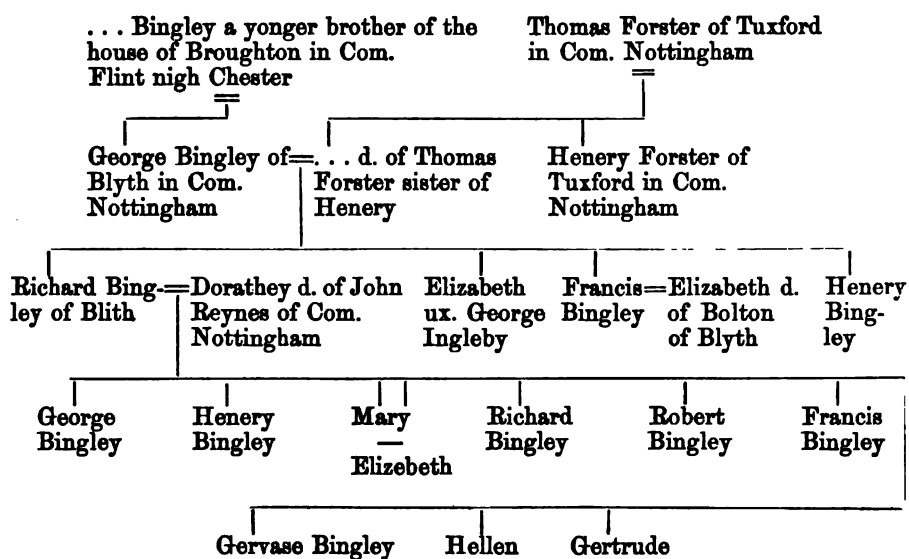 . . . Bingley a yonger brother of the
house of Broughton in Com.
Flint nigh Chester
Thomas Forster of Tuxford
in Com. Nottingham
George Bingley of=. . . d. of Thomas
Blyth in Com.
Nottingham
Forster sister of
Henery
Henery Forster of
Tuxford in Com.
Nottingham
Richard Bing-
ley of Blith
=Dorathey d. of John
Reynes of Com.
Nottingham
Elizabeth
ux. George
Ingleby
Francis=Elizabeth d.
Bingley
of Bolton
of Blyth
Henery
Bing-
ley
George
Bingley
Henery
Bingley
Mary
—
Elizebeth
Richard
Bingley
Robert
Bingley
Francis
Bingley
Gervase Bingley
Hellen
Gertrude